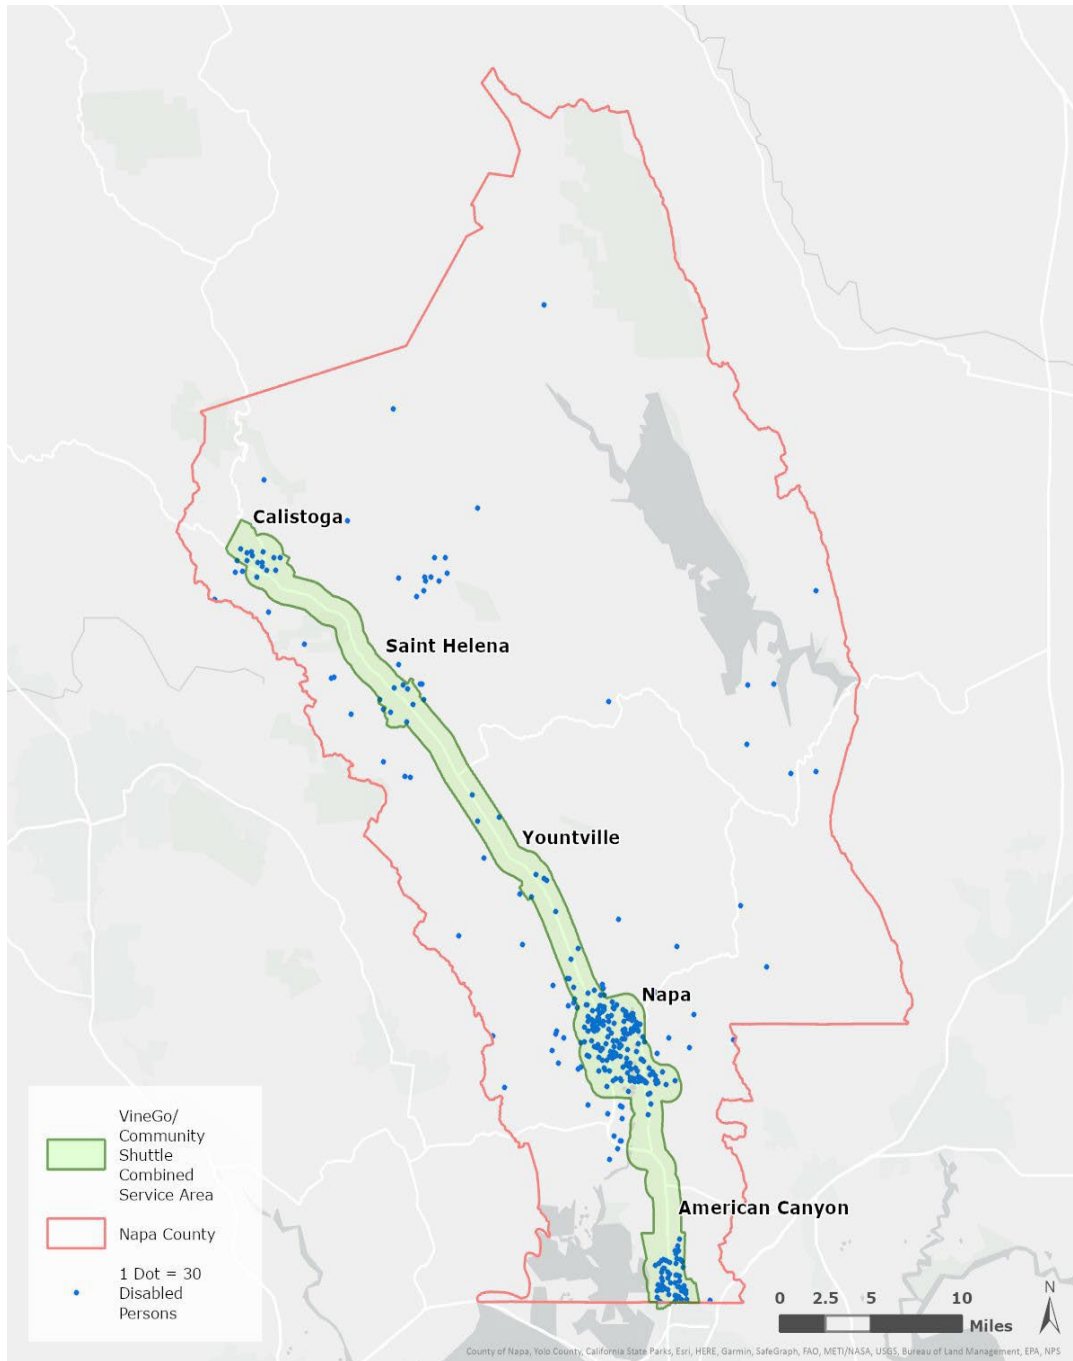 Calistoga
Saint Helena
Yountville
Napa
American Canyon
VineGo/
Community
Shuttle
Combined
Service Area
Napa County
1 Dot = 30
Disabled
Persons
N
0 2.5 5 10
Miles
County of Napa, Yolo County, California State Parks, Esri, HERE, Garmin, SafeGraph, FAO, METI/NASA, USGS, Bureau of Land Management, EPA, NPS